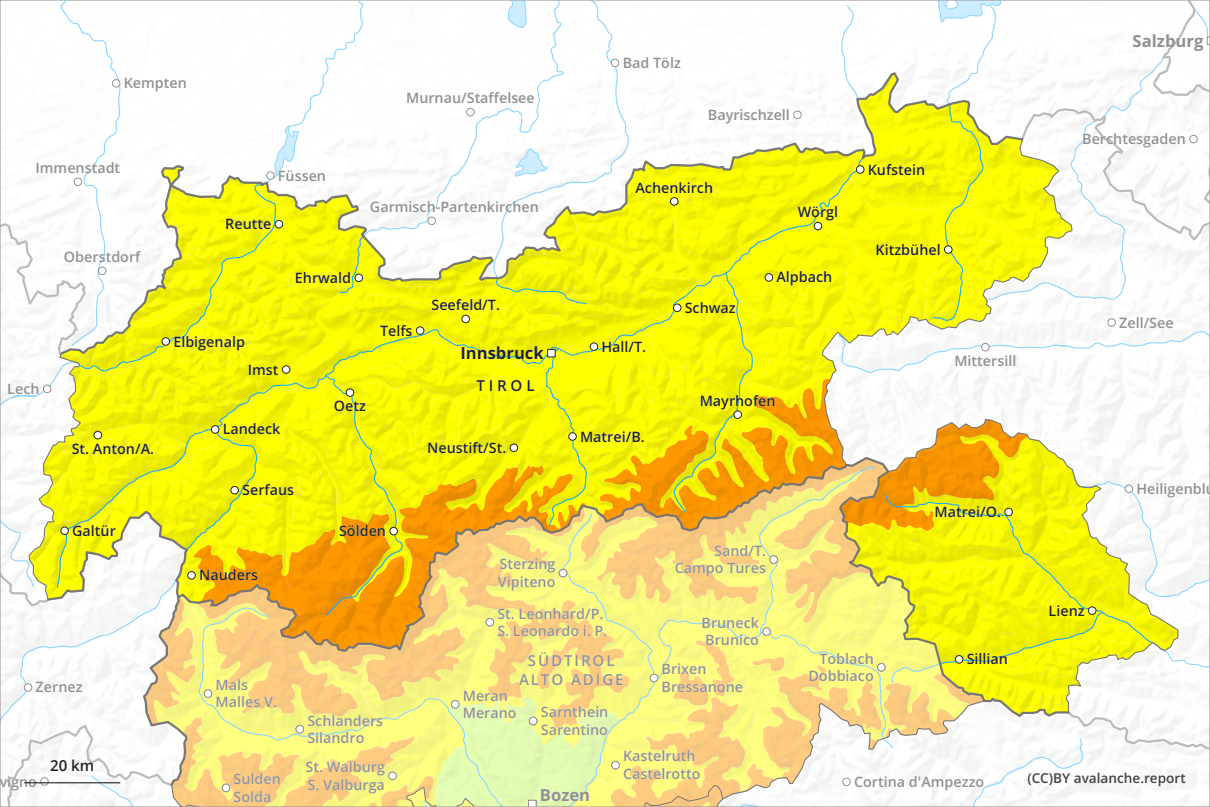 Salzburg
Bad Tölz
Kempten
Murnau/Staffelsee
Bayrischzell
Berchtesgaden
Immenstadt
Füssen
Kufstein
Achenkirch
Garmisch-Partenkirchen
Wörgl
Reutte
Kitzbühel
Oberstdorf
Ehrwald
Alpbach
Seefeld/T.
Schwaz
Zell/See
Telfs
Elbigenalp
Hall/T.
Innsbruck
Mittersill
Imst
TIROL
Lech
Oetz
Mayrhofen
Landeck
Matrei/B.
St. Anton/A.
Neustift/St.
Serfaus
Matrei/O.
Galtür
Sölden
Sand/T.
Campo Tures
Sterzing
Vipiteno
Nauders
Lienz
St. Leonhard/P.
S. Leonardo i. P.
Bruneck
Brunico
Sillian
SÜDTIROL
ALTO ADIGE
Toblach
Dobbiaco
Brixen
Bressanone
Zernez
Mals
Malles V.
Meran
Merano
Sarnthein
Sarentino
Schlanders
Silandro
Kastelruth
Castelrotto
St. Walburg
S. Valburga
20 km
Sulden
Solda
Cortina d'Ampezzo
(CC)BY avalanche.report
Bozen